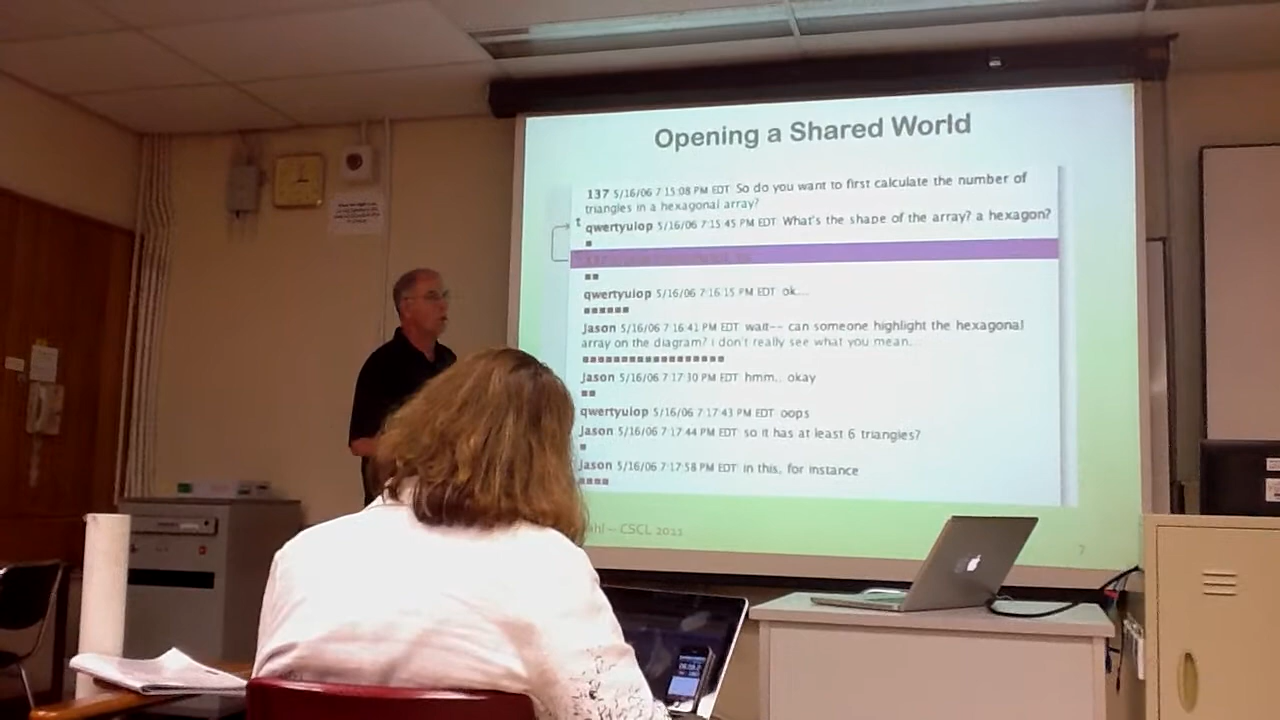 Opening a Shared World
137 5/16/06 7:15:08 PM EDT So do you want to first calculate the number of
triangles in a hexagonal array?
qwertyuiop 5/16/06 7:15:45 PM EDT What's the shape of the array? a hexagon?
qwertyuiop 5/16/06 7:16:15 PM EDT ok...
Jason 5/16/06 7:16:41 PM EDT wait-- can someone highlight the hexagonal
array on the diagram? i don't really see what you mean...
Jason 5/16/06 7:17:30 PM EDT hmm.. okay
qwertyuiop 5/16/06 7:17:43 PM EDT oops
Jason 5/16/06 7:17:44 PM EDT so it has at least 6 triangles?
Jason 5/16/06 7:17:58 PM EDT in this, for instance
ahl – CSCL 2011
7